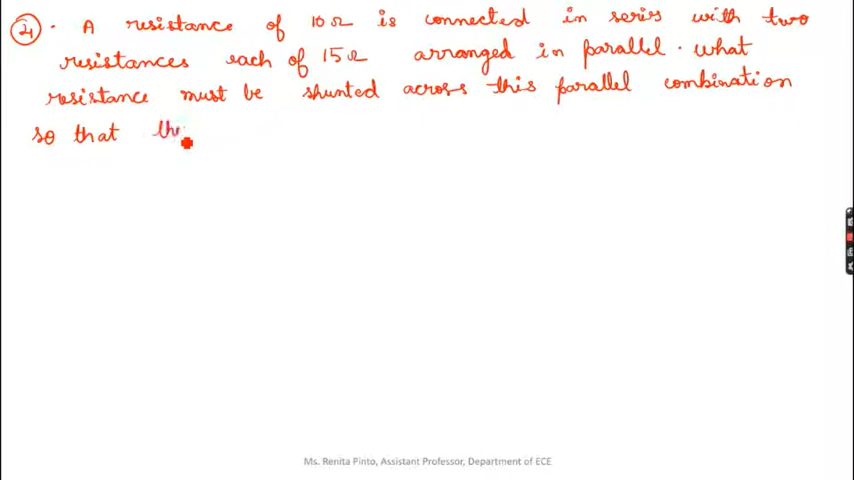 2). A resistance of 10Ω is connected in series with two
resistances each of 15Ω arranged in parallel. what
resistance must be shunted across this parallel combination
so that the
Ms. Renita Pinto, Assistant Professor, Department of ECE